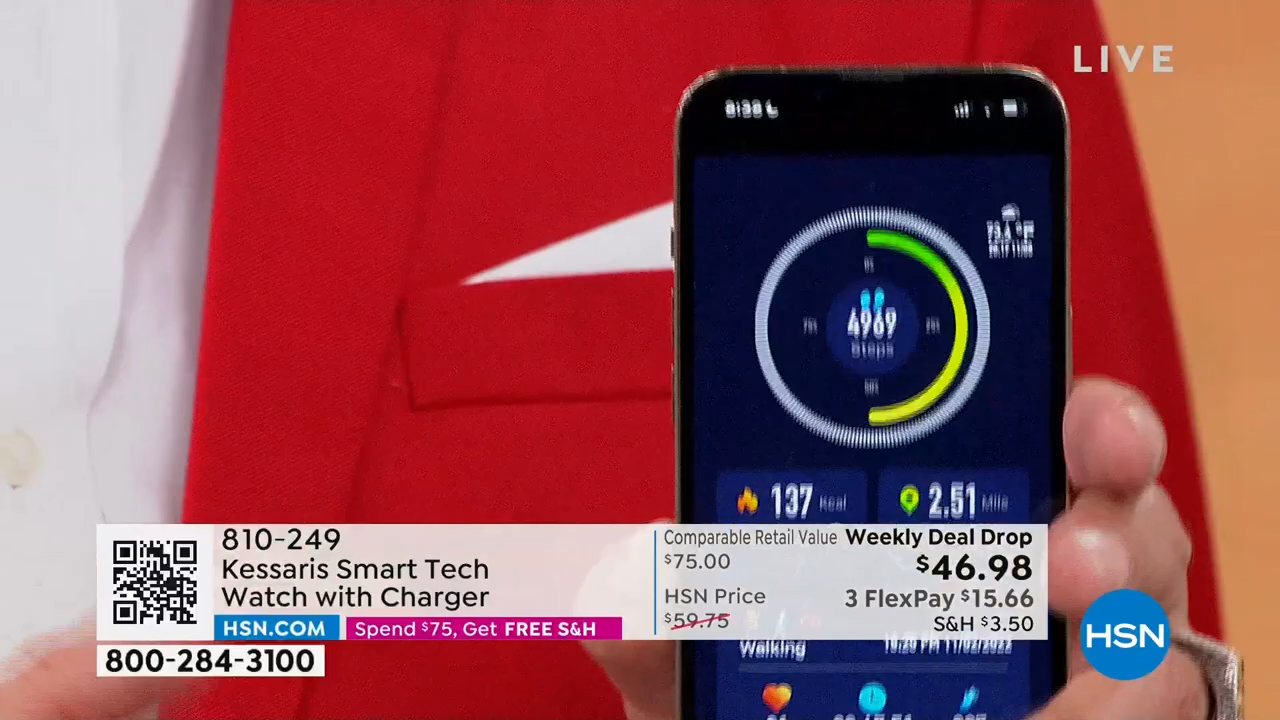 LIVE
4969
Steps
137 Kcal
2.51 Mile
810-249
Kessaris Smart Tech
Watch with Charger
HSN.COM
Spend $75, Get FREE S&H
800-284-3100
Comparable Retail Value
$75.00
HSN Price
$59.75
Weekly Deal Drop
$46.98
3 FlexPay $15.66
S&H $3.50
HSN
Walking